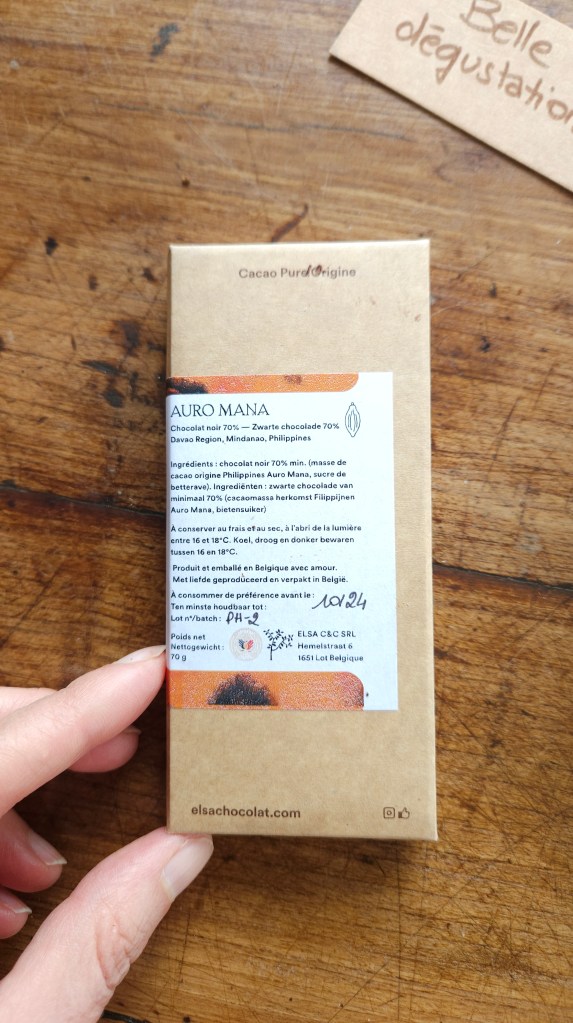 Belle
dégustation
Cacao Pure Origine
AURO MANA
Chocolat noir 70% — Zwarte chocolade 70%
Davao Region, Mindanao, Philippines
Ingrédients : chocolat noir 70% min. (masse de
cacao origine Philippines Auro Mana, sucre de
betterave). Ingrediënten : zwarte chocolade van
minimaal 70% (cacaomassa herkomst Filippijnen
Auro Mana, bietensuiker)
À conserver au frais et au sec, à l'abri de la lumière
entre 16 et 18°C. Koel, droog en donker bewaren
tussen 16 en 18°C.
Produit et emballé en Belgique avec amour.
Met liefde geproduceerd en verpakt in België.
À consommer de préférence avant le :
Ten minste houdbaar tot : 10/24
Lot n°/batch : PH-2
Poids net
Nettogewicht :
70 g
ELSA C&C SRL
Hemelstraat 6
1651 Lot Belgique
elsachocolat.com